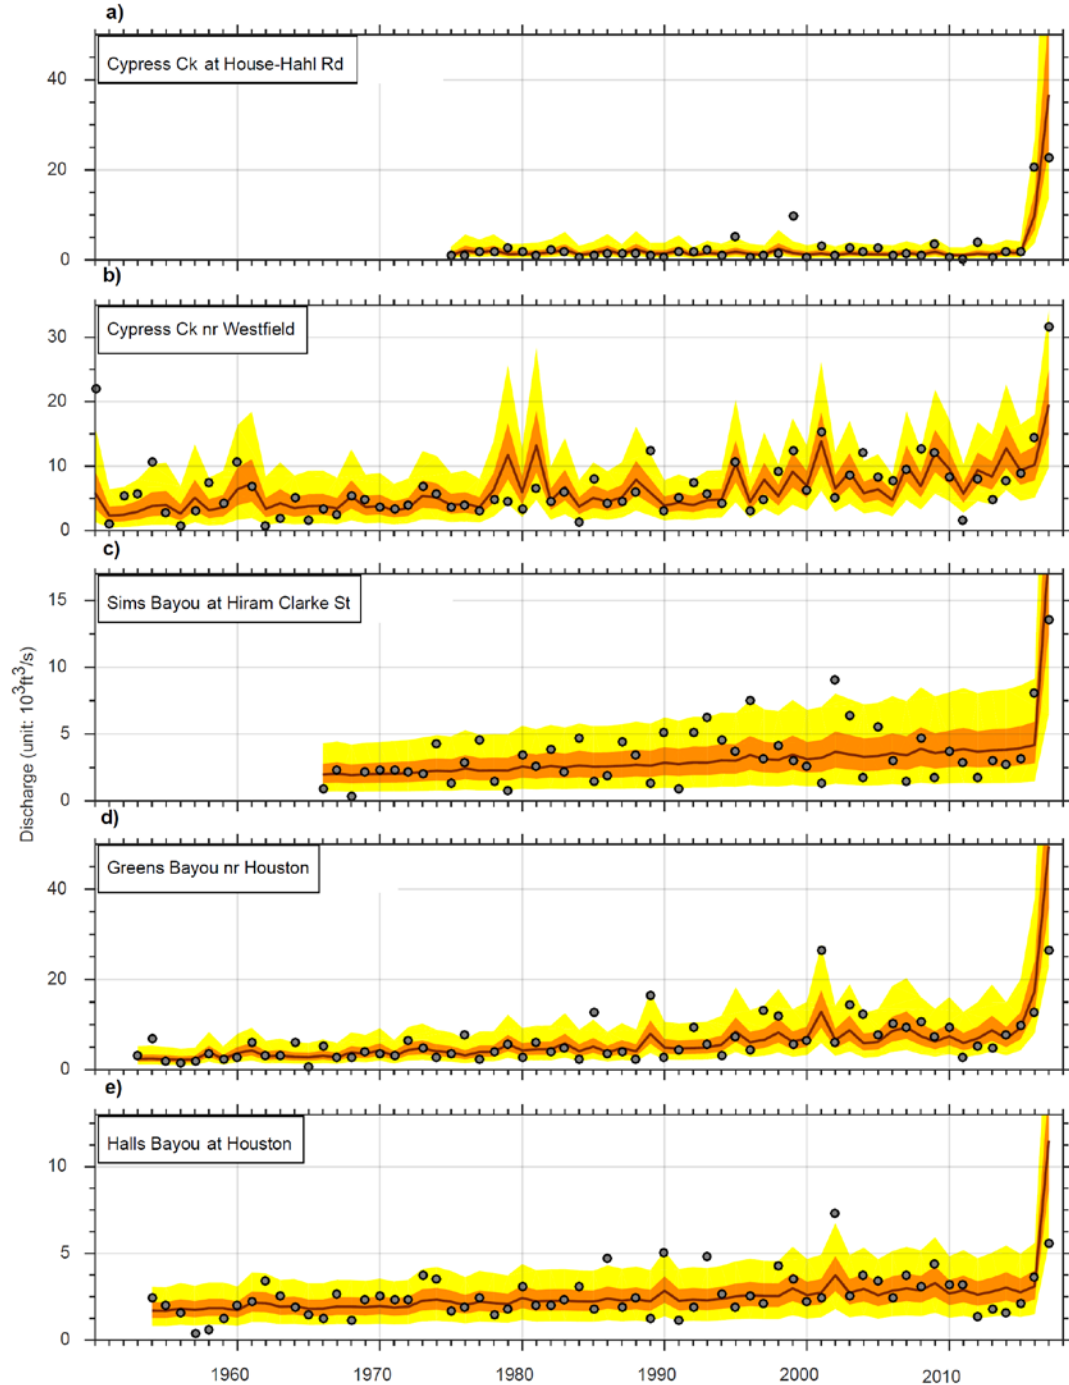 a)
Cypress Ck at House-Hahl Rd
40
20
0
b)
Cypress Ck nr Westfield
30
20
10
0
c)
Sims Bayou at Hiram Clarke St
15
10
5
0
Discharge (unit: 10³ft³/s)
d)
Greens Bayou nr Houston
40
20
0
e)
Halls Bayou at Houston
10
5
0
1960 1970 1980 1990 2000 2010